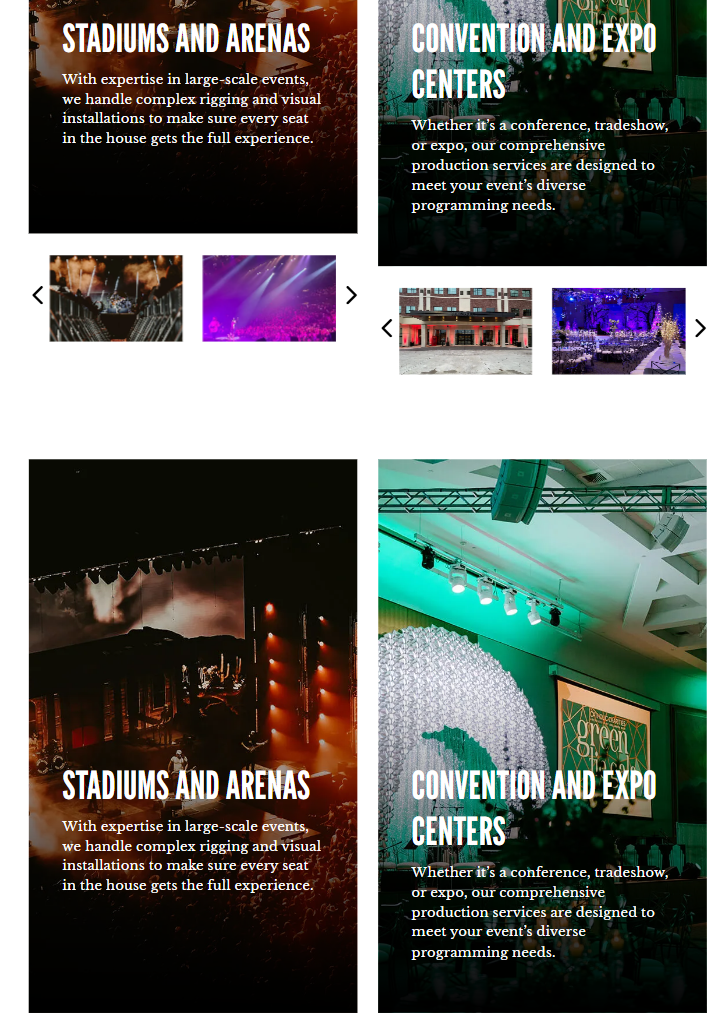 STADIUMS AND ARENAS
With expertise in large-scale events,
we handle complex rigging and visual
installations to make sure every seat
in the house gets the full experience.
CONVENTION AND EXPO
CENTERS
Whether it’s a conference, tradeshow,
or expo, our comprehensive
production services are designed to
meet your event’s diverse
programming needs.
green
STADIUMS AND ARENAS
With expertise in large-scale events,
we handle complex rigging and visual
installations to make sure every seat
in the house gets the full experience.
CONVENTION AND EXPO
CENTERS
Whether it’s a conference, tradeshow,
or expo, our comprehensive
production services are designed to
meet your event’s diverse
programming needs.